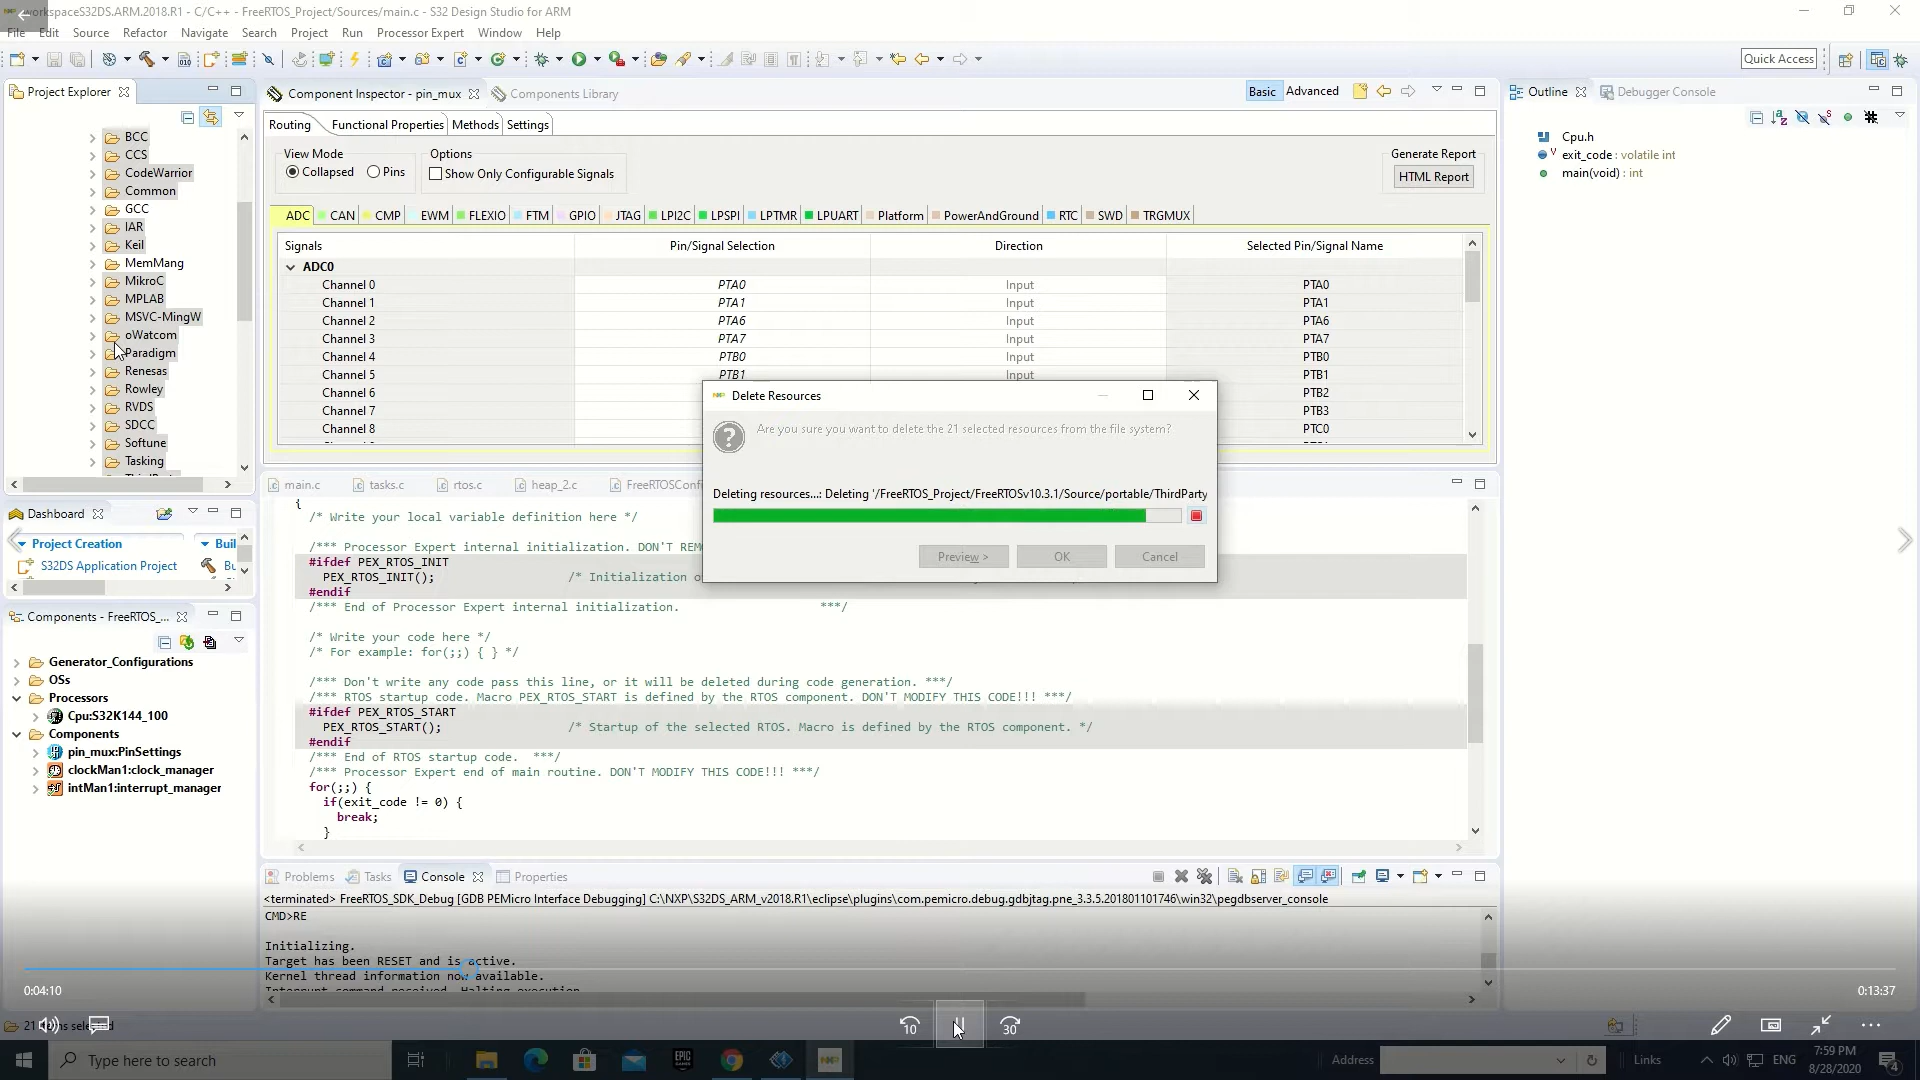 workspaceS32DS.ARM.2018.R1 - C/C++ - FreeRTOS_Project/Sources/main.c - S32 Design Studio for ARM
File Edit Source Refactor Navigate Search Project Run Processor Expert Window Help
Quick Access
Project Explorer
BCC
CCS
CodeWarrior
Common
GCC
IAR
Keil
MemMang
MikroC
MPLAB
MSVC-MingW
oWatcom
Paradigm
Renesas
Rowley
RVDS
SDCC
Softune
Tasking
Component Inspector - pin_mux Components Library
Basic Advanced
Routing Functional Properties Methods Settings
View Mode
Collapsed Pins
Options
Show Only Configurable Signals
Generate Report
HTML Report
ADC CAN CMP EWM FLEXIO FTM GPIO JTAG LPI2C LPSPI LPTMR LPUART Platform PowerAndGround RTC SWD TRGMUX
Signals Pin/Signal Selection Direction Selected Pin/Signal Name
ADC0
Channel 0 PTA0 Input PTA0
Channel 1 PTA1 Input PTA1
Channel 2 PTA6 Input PTA6
Channel 3 PTA7 Input PTA7
Channel 4 PTB0 Input PTB0
Channel 5 PTB1 Input PTB1
Channel 6 PTB2
Channel 7 PTB3
Channel 8 PTC0
Delete Resources
Are you sure you want to delete the 21 selected resources from the file system?
Deleting resources...: Deleting '/FreeRTOS_Project/FreeRTOSv10.3.1/Source/portable/ThirdParty
Preview > OK Cancel
Outline Debugger Console
Cpu.h
exit_code : volatile int
main(void) : int
main.c tasks.c rtos.c heap_2.c FreeRTOSConf
{
/* Write your local variable definition here */
/*** Processor Expert internal initialization. DON'T REM
#ifdef PEX_RTOS_INIT
PEX_RTOS_INIT(); /* Initialization o
#endif
/*** End of Processor Expert internal initialization. ***/
/* Write your code here */
/* For example: for(;;) { } */
/*** Don't write any code pass this line, or it will be deleted during code generation. ***/
/*** RTOS startup code. Macro PEX_RTOS_START is defined by the RTOS component. DON'T MODIFY THIS CODE!!! ***/
#ifdef PEX_RTOS_START
PEX_RTOS_START(); /* Startup of the selected RTOS. Macro is defined by the RTOS component. */
#endif
/*** End of RTOS startup code. ***/
/*** Processor Expert end of main routine. DON'T MODIFY THIS CODE!!! ***/
for(;;) {
if(exit_code != 0) {
break;
}
Dashboard
Project Creation Buil
S32DS Application Project Bu
Components - FreeRTOS_...
Generator_Configurations
OSs
Processors
Cpu:S32K144_100
Components
pin_mux:PinSettings
clockMan1:clock_manager
intMan1:interrupt_manager
Problems Tasks Console Properties
<terminated> FreeRTOS_SDK_Debug [GDB PEMicro Interface Debugging] C:\NXP\S32DS_ARM_v2018.R1\eclipse\plugins\com.pemicro.debug.gdbjtag.pne_3.3.5.201801101746\win32\pegdbserver_console
CMD>RE
Initializing.
Target has been RESET and is active.
Kernel thread information now available.
Interrupt command received. Halting execution.
0:04:10
0:13:37
10 30
Type here to search
EPIC GAMES
Address
Links
ENG
7:59 PM
8/28/2020
4